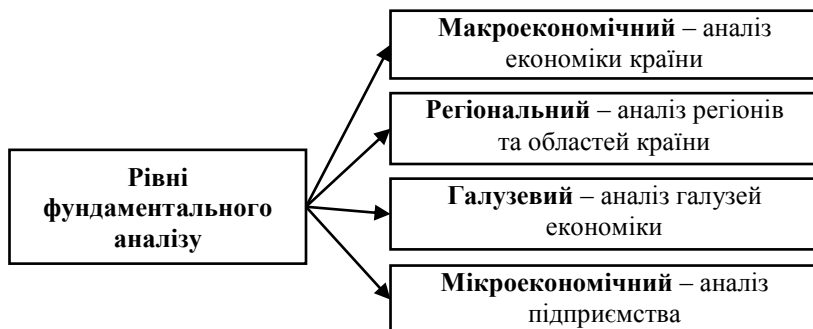 Рівні
фундаментального
аналізу
Макроекономічний – аналіз
економіки країни
Регіональний – аналіз регіонів
та областей країни
Галузевий – аналіз галузей
економіки
Мікроекономічний – аналіз
підприємства